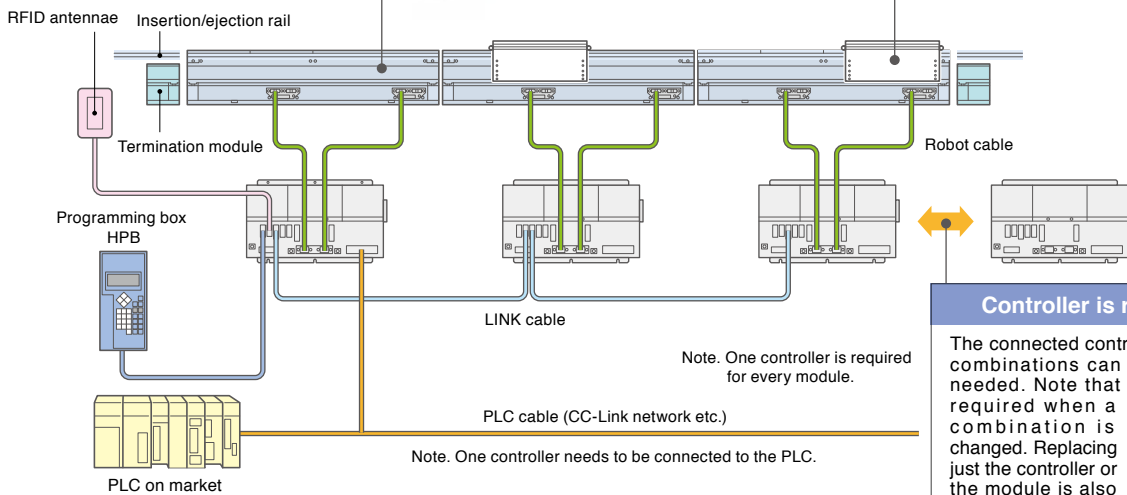 RFID antennae
Insertion/ejection rail
Termination module
Robot cable
Programming box
HPB
LINK cable
Note. One controller is required
for every module.
PLC cable (CC-Link network etc.)
Note. One controller needs to be connected to the PLC.
PLC on market
Controller is
The connected
combinations can
needed. Note that
required when a
combination is
changed. Replacing
just the controller or
the module is also